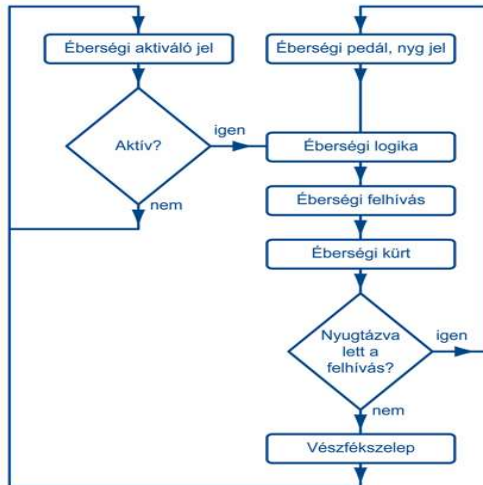 Éberségi aktiváló jel
Éberségi pedál, nyg jel
Aktív?
igen
nem
Éberségi logika
Éberségi felhívás
Éberségi kürt
Nyugtázva
lett a
felhívás?
igen
nem
Vészfékszelep